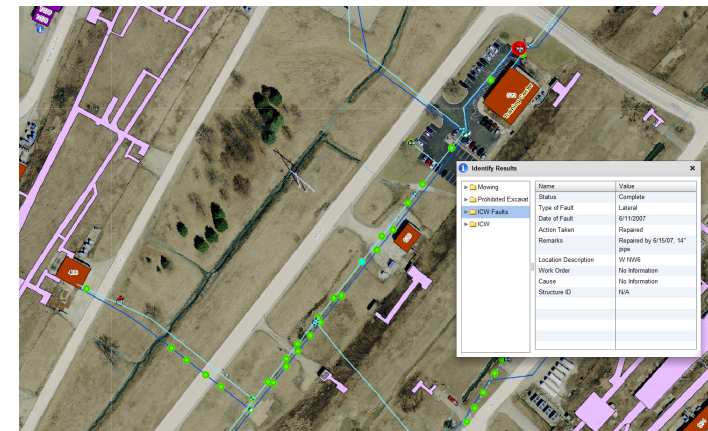 Training Center
Identify Results
Mowing
Prohibited Excavat
ICW Faults
ICW
Name Value
Status Complete
Type of Fault Lateral
Date of Fault 6/11/2007
Action Taken Repaired
Remarks Repaired by 6/15/07, 14"
pipe
Location Description W NW6
Work Order No Information
Cause No Information
Structure ID N/A